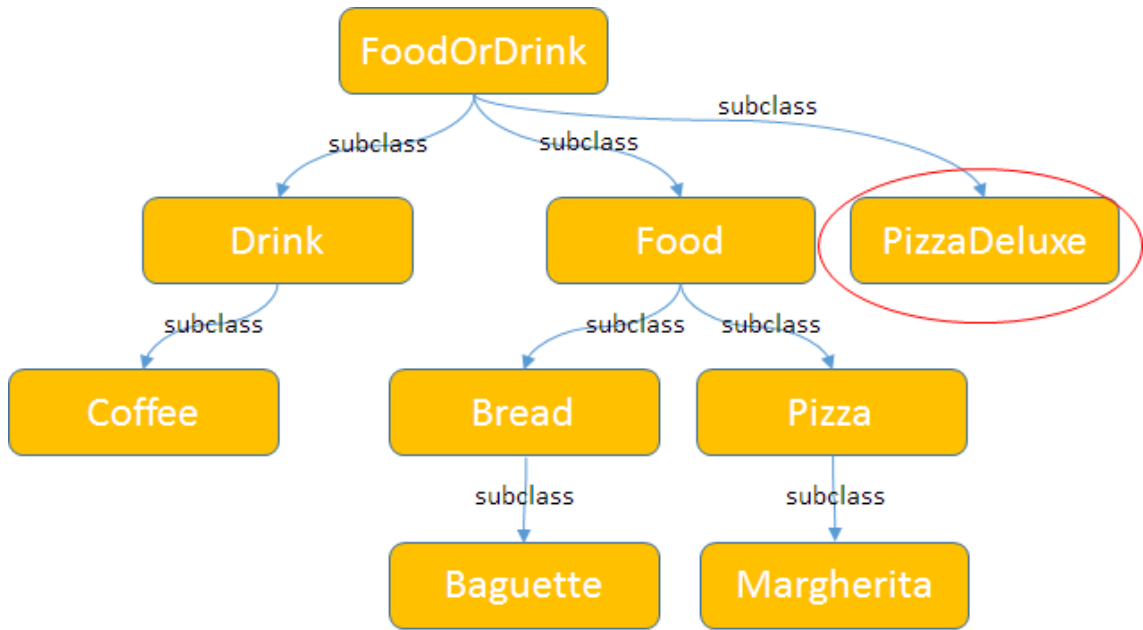 FoodOrDrink
subclass
subclass
subclass
Drink
Food
PizzaDeluxe
subclass
subclass
subclass
Coffee
Bread
Pizza
subclass
subclass
Baguette
Margherita